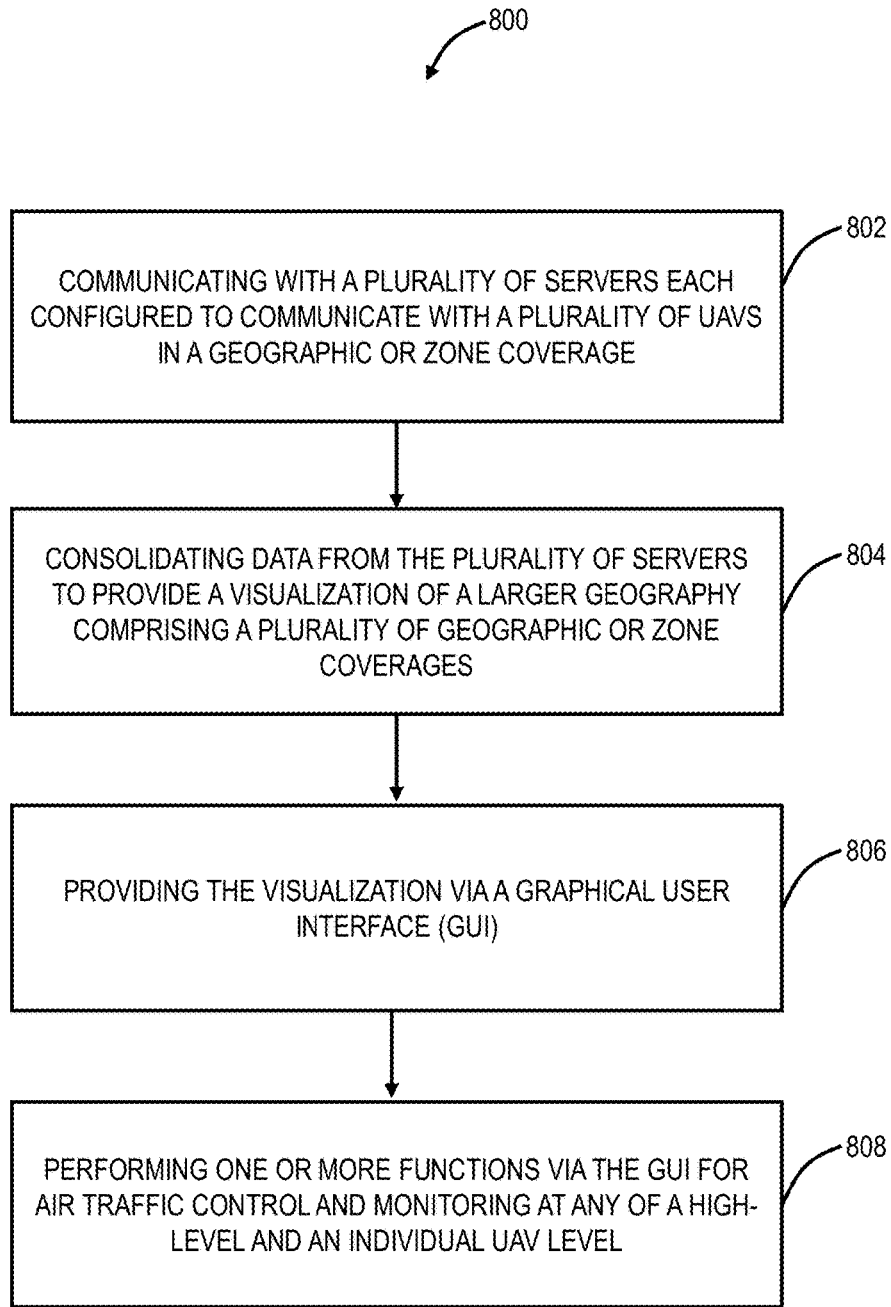 800
802
COMMUNICATING WITH A PLURALITY OF SERVERS EACH
CONFIGURED TO COMMUNICATE WITH A PLURALITY OF UAVS
IN A GEOGRAPHIC OR ZONE COVERAGE
804
CONSOLIDATING DATA FROM THE PLURALITY OF SERVERS
TO PROVIDE A VISUALIZATION OF A LARGER GEOGRAPHY
COMPRISING A PLURALITY OF GEOGRAPHIC OR ZONE
COVERAGES
806
PROVIDING THE VISUALIZATION VIA A GRAPHICAL USER
INTERFACE (GUI)
808
PERFORMING ONE OR MORE FUNCTIONS VIA THE GUI FOR
AIR TRAFFIC CONTROL AND MONITORING AT ANY OF A HIGH-
LEVEL AND AN INDIVIDUAL UAV LEVEL